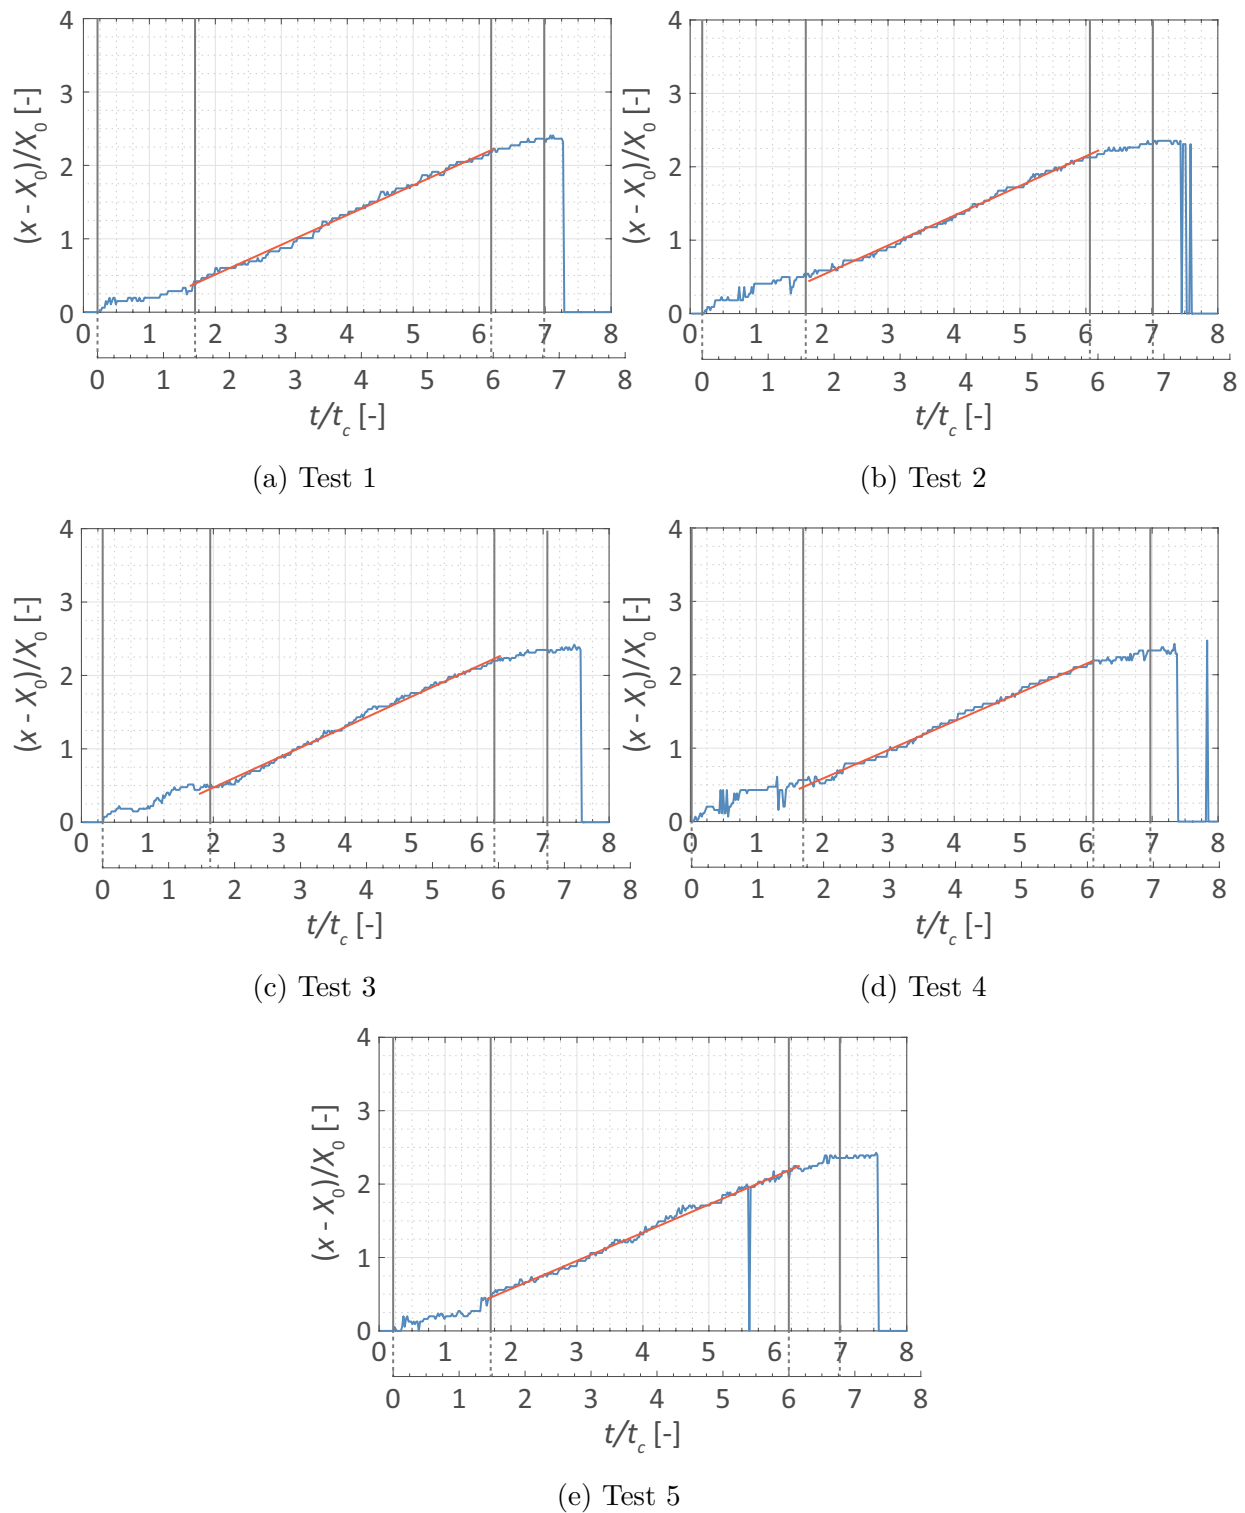 4
3
2
1
0
(x - X0)/X0 [-]
0 1 2 3 4 5 6 7 8
0 1 2 3 4 5 6 7 8
t/tc [-]
(a) Test 1
4
3
2
1
0
(x - X0)/X0 [-]
0 1 2 3 4 5 6 7 8
0 1 2 3 4 5 6 7 8
t/tc [-]
(b) Test 2
4
3
2
1
0
(x - X0)/X0 [-]
0 1 2 3 4 5 6 7 8
0 1 2 3 4 5 6 7 8
t/tc [-]
(c) Test 3
4
3
2
1
0
(x - X0)/X0 [-]
0 1 2 3 4 5 6 7 8
0 1 2 3 4 5 6 7 8
t/tc [-]
(d) Test 4
4
3
2
1
0
(x - X0)/X0 [-]
0 1 2 3 4 5 6 7 8
0 1 2 3 4 5 6 7 8
t/tc [-]
(e) Test 5